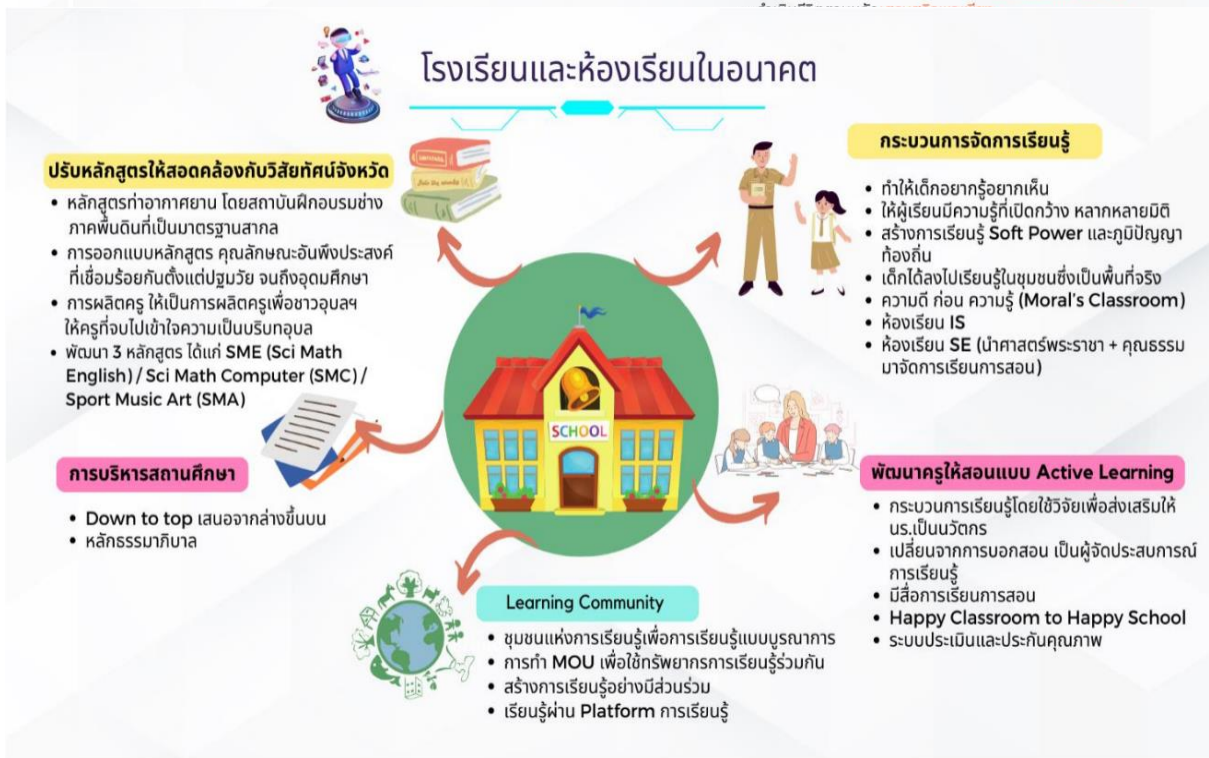 โรงเรียนและห้องเรียนในอนาคต
ปรับหลักสูตรให้สอดคล้องกับวิสัยทัศน์จังหวัด
• หลักสูตรท่าอากาศยาน โดยสถาบันฝึกอบรมช่าง
ภาคพื้นดินที่เป็นมาตรฐานสากล
• การออกแบบหลักสูตร คุณลักษณะอันพึงประสงค์
ที่เชื่อมร้อยกันตั้งแต่ปฐมวัย จนถึงอุดมศึกษา
• การผลิตครู ให้เป็นการผลิตครูเพื่อชาวอุบลฯ
ให้ครูที่จบไปเข้าใจความเป็นบริบทอุบล
• พัฒนา 3 หลักสูตร ได้แก่ SME (Sci Math
English) / Sci Math Computer (SMC) /
Sport Music Art (SMA)
การบริหารสถานศึกษา
• Down to top เสนอจากล่างขึ้นบน
• หลักธรรมาภิบาล
SCHOOL
กระบวนการจัดการเรียนรู้
• ทำให้เด็กอยากรู้อยากเห็น
• ให้ผู้เรียนมีความรู้ที่เปิดกว้าง หลากหลายมิติ
• สร้างการเรียนรู้ Soft Power และภูมิปัญญา
ท้องถิ่น
• เด็กได้ลงไปเรียนรู้ในชุมชนซึ่งเป็นพื้นที่จริง
• ความดี ก่อน ความรู้ (Moral's Classroom)
• ห้องเรียน IS
• ห้องเรียน SE (นำศาสตร์พระราชา + คุณธรรม
มาจัดการเรียนการสอน)
พัฒนาครูให้สอนแบบ Active Learning
• กระบวนการเรียนรู้โดยใช้วิจัยเพื่อส่งเสริมให้
นร.เป็นนวัตกร
• เปลี่ยนจากการบอกสอน เป็นผู้จัดประสบการณ์
การเรียนรู้
• มีสื่อการเรียนการสอน
• Happy Classroom to Happy School
• ระบบประเมินและประกันคุณภาพ
Learning Community
• ชุมชนแห่งการเรียนรู้เพื่อการเรียนรู้แบบบูรณาการ
• การทำ MOU เพื่อใช้ทรัพยากรการเรียนรู้ร่วมกัน
• สร้างการเรียนรู้อย่างมีส่วนร่วม
• เรียนรู้ผ่าน Platform การเรียนรู้